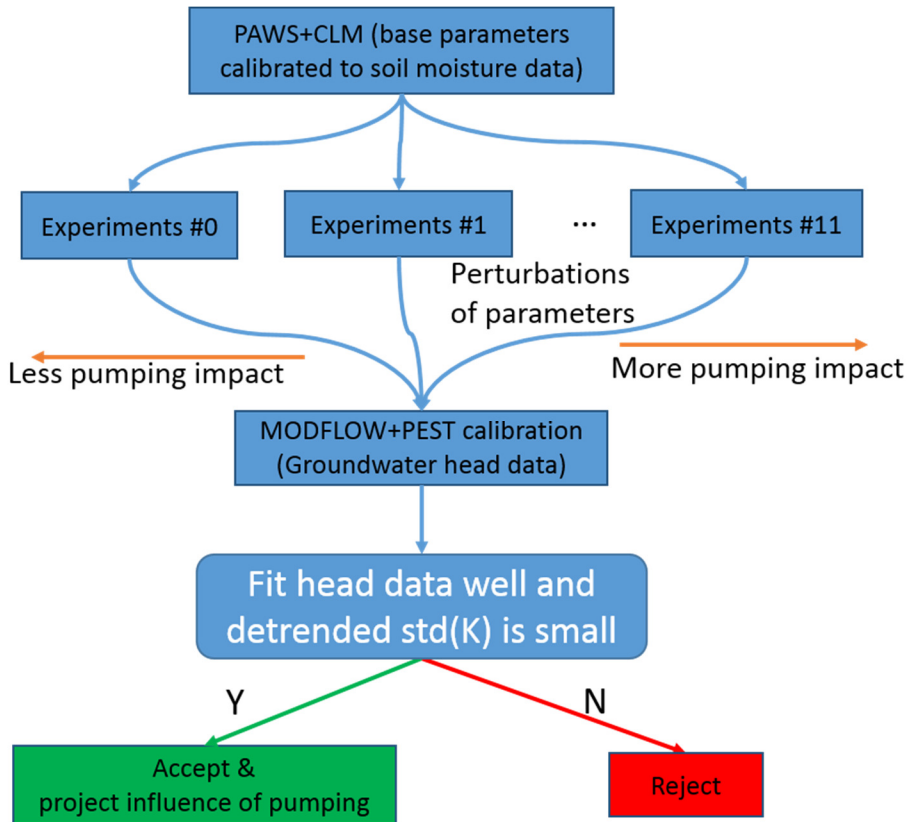 PAWS+CLM (base parameters
calibrated to soil moisture data)
Experiments #0
Experiments #1
...
Experiments #11
Perturbations
of parameters
Less pumping impact
More pumping impact
MODFLOW+PEST calibration
(Groundwater head data)
Fit head data well and
detrended std(K) is small
Y
N
Accept &
project influence of pumping
Reject